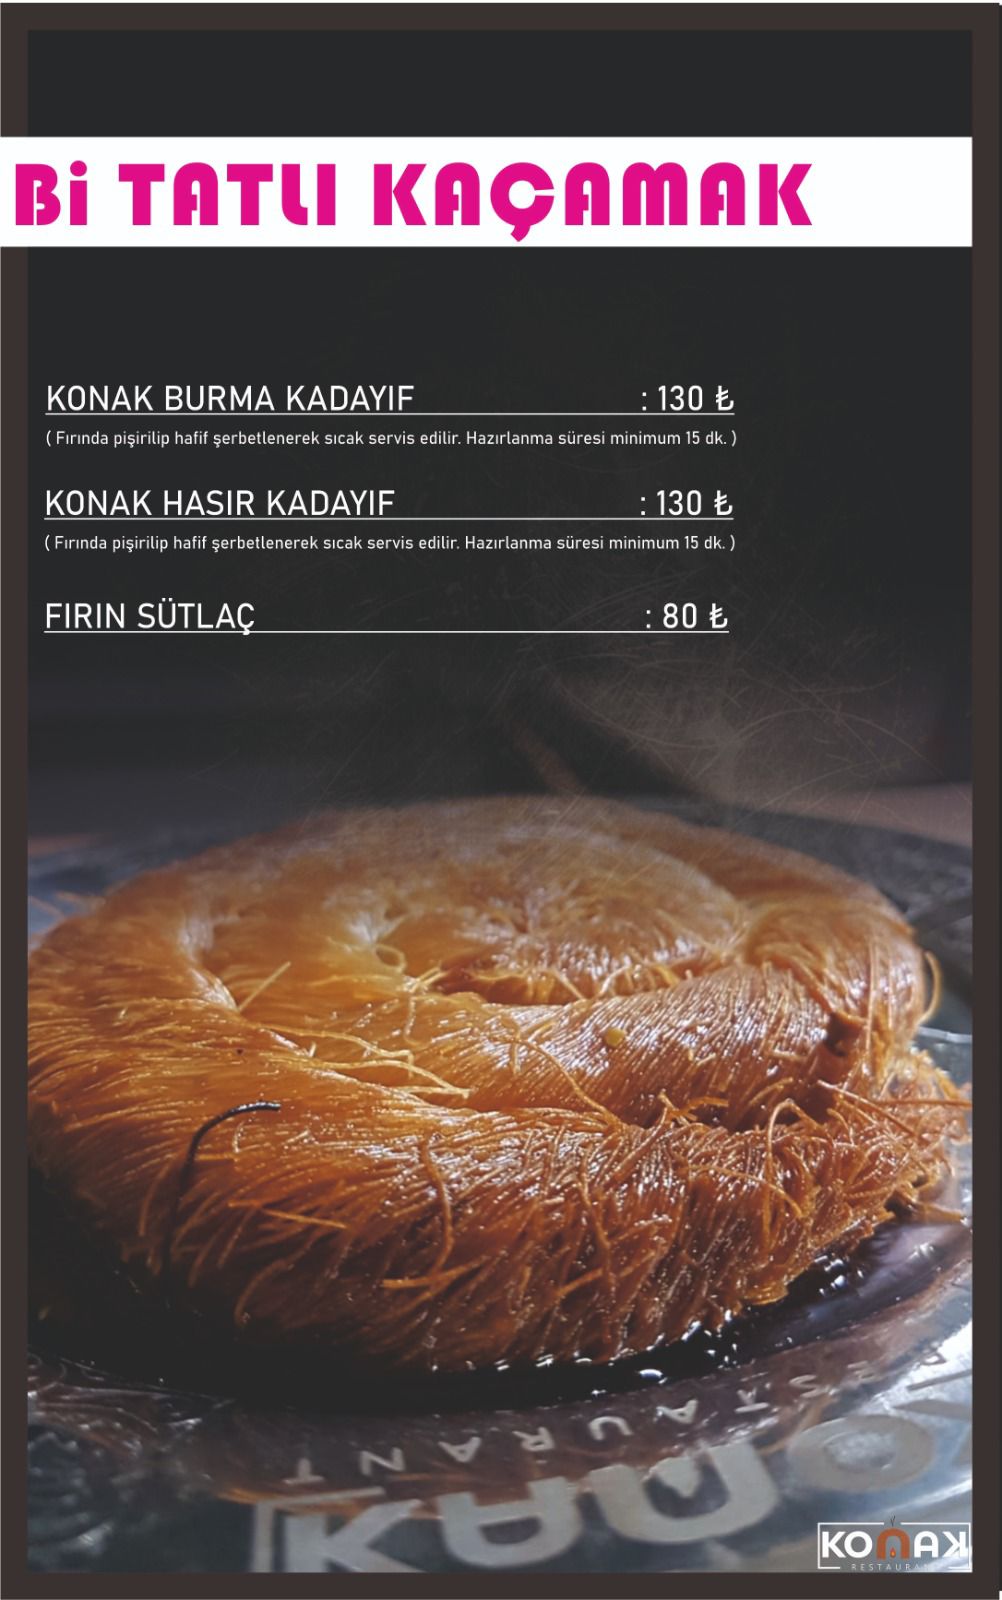 Bi TATLI KAÇAMAK
KONAK BURMA KADAYIF : 130 ₺
( Fırında pişirilip hafif şerbetlenerek sıcak servis edilir. Hazırlanma süresi minimum 15 dk. )
KONAK HASIR KADAYIF : 130 ₺
( Fırında pişirilip hafif şerbetlenerek sıcak servis edilir. Hazırlanma süresi minimum 15 dk. )
FIRIN SÜTLAÇ : 80 ₺
RESTAURANT
KONAK
KONAK
RESTAURANT